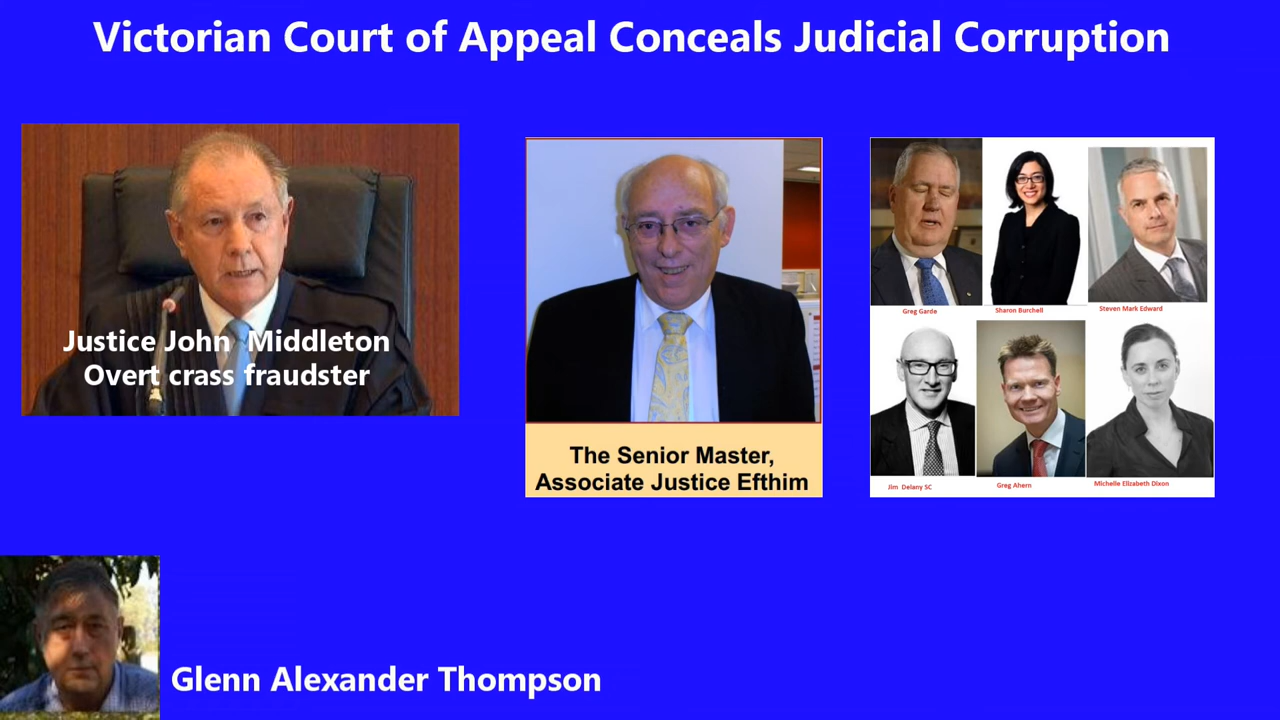 Victorian Court of Appeal Conceals Judicial Corruption
Justice John Middleton
Overt crass fraudster
The Senior Master,
Associate Justice Efthim
Greg Garde
Sharon Burchell
Steven Mark Edward
Jim Delany SC
Greg Ahern
Michelle Elizabeth Dixon
Glenn Alexander Thompson